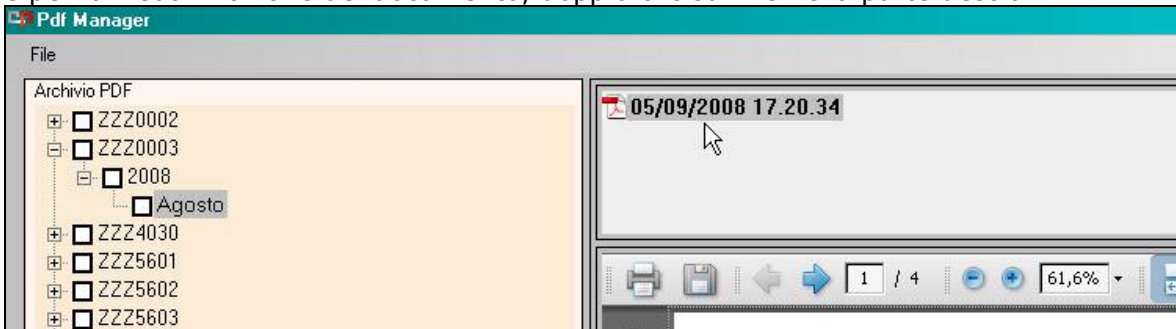 Pdf Manager
File
Archivio PDF
ZZZ0002
ZZZ0003
2008
Agosto
ZZZ4030
ZZZ5601
ZZZ5602
ZZZ5603
05/09/2008 17.20.34
1 / 4 61,6%